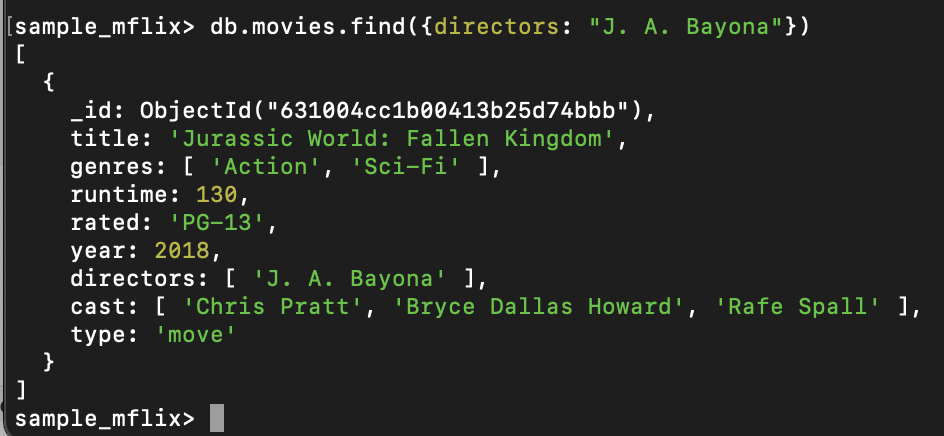 [sample_mflix> db.movies.find({directors: "J. A. Bayona"})
[
  {
    _id: ObjectId("631004cc1b00413b25d74bbb"),
    title: 'Jurassic World: Fallen Kingdom',
    genres: [ 'Action', 'Sci-Fi' ],
    runtime: 130,
    rated: 'PG-13',
    year: 2018,
    directors: [ 'J. A. Bayona' ],
    cast: [ 'Chris Pratt', 'Bryce Dallas Howard', 'Rafe Spall' ],
    type: 'move'
  }
]
sample_mflix>